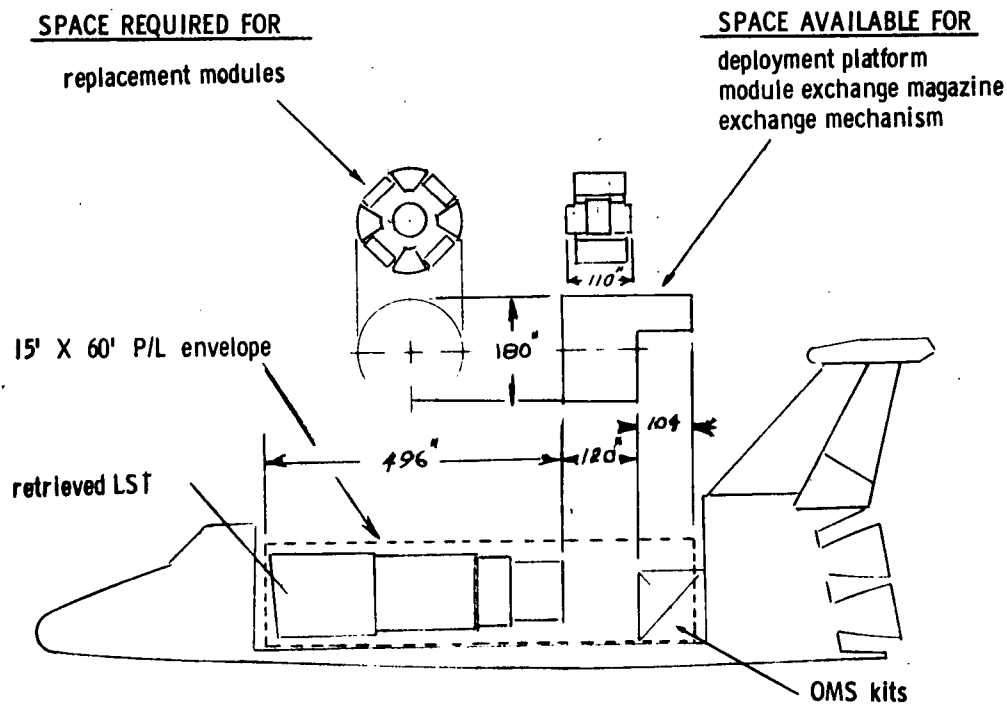 SPACE REQUIRED FOR
replacement modules
SPACE AVAILABLE FOR
deployment platform
module exchange magazine
exchange mechanism
110"
180"
15' X 60' P/L envelope
104
496"
120"
retrieved LST
OMS kits